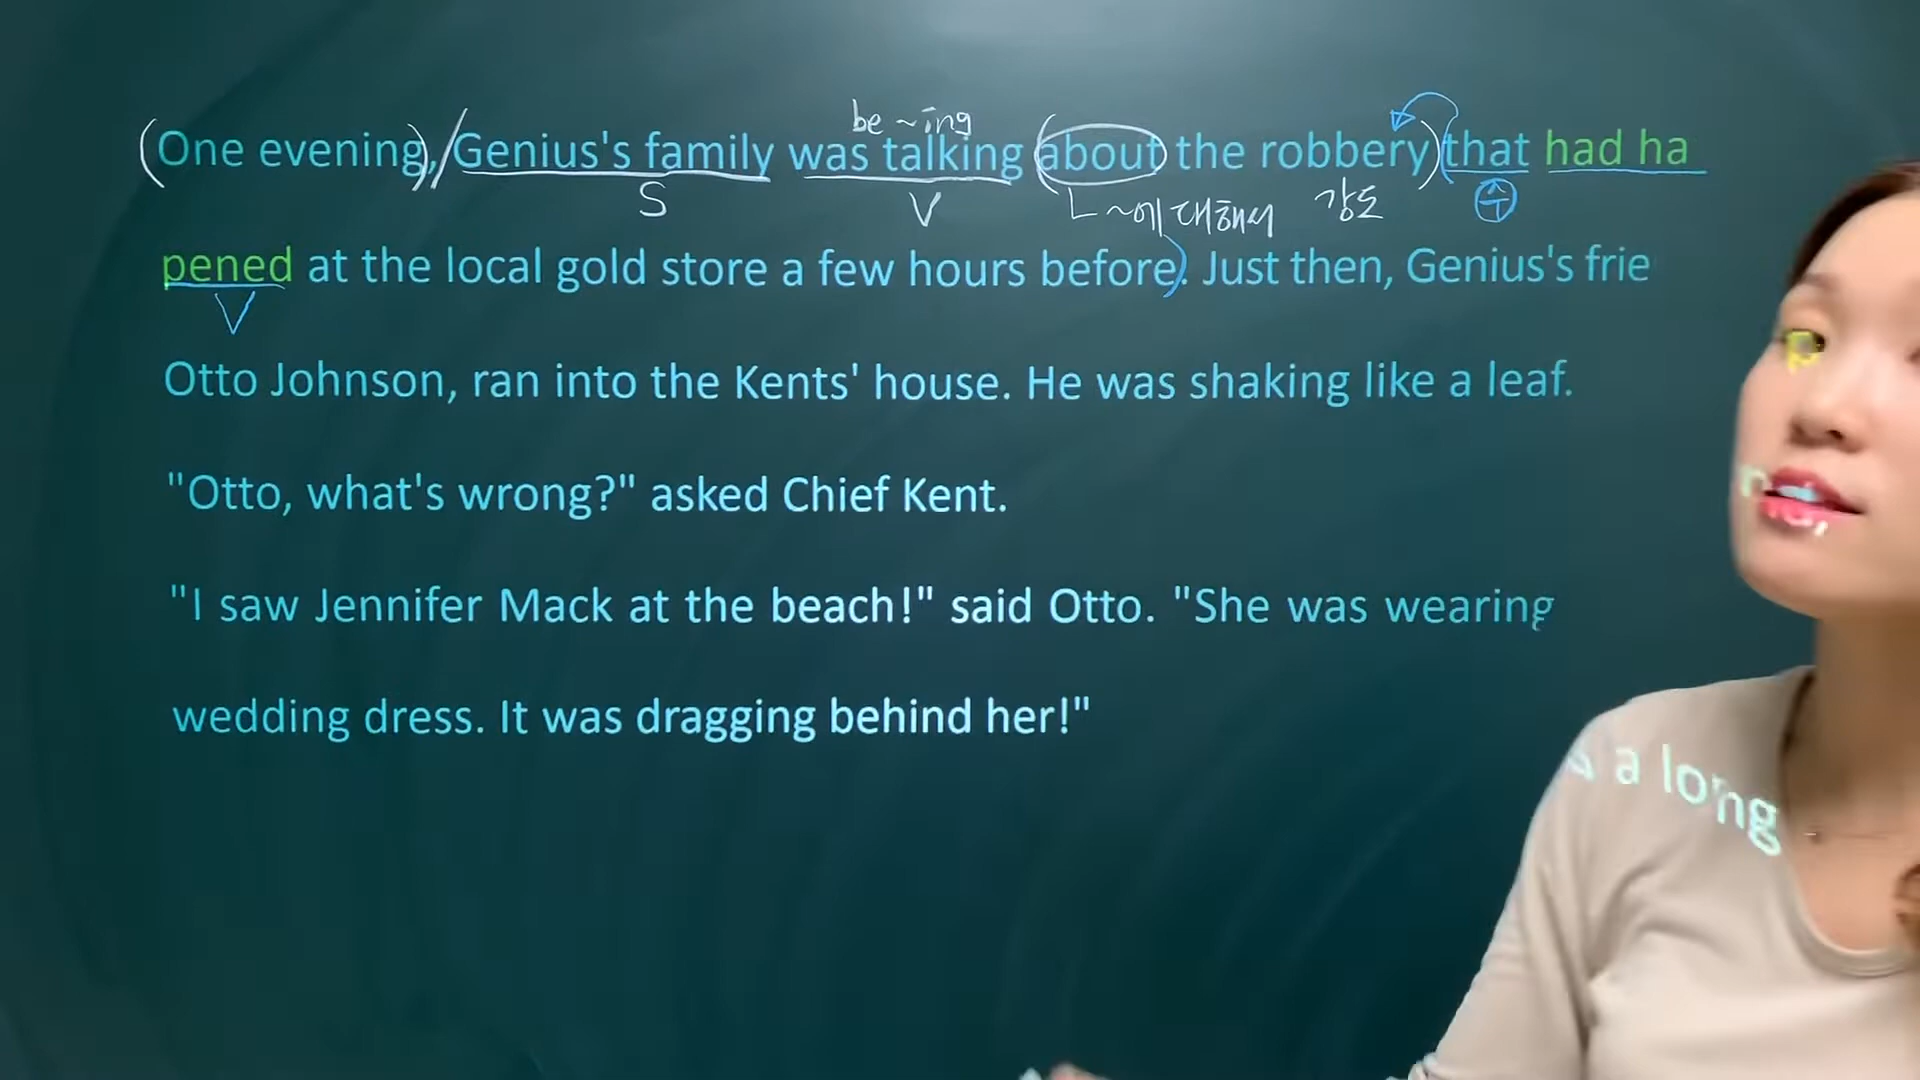 be ~ing
(One evening), / Genius's family was talking (about the robbery) (that had ha
S V ㄴ ~에 대해서 강도 주
pened at the local gold store a few hours before). Just then, Genius's frie
V
Otto Johnson, ran into the Kents' house. He was shaking like a leaf.
"Otto, what's wrong?" asked Chief Kent.
"I saw Jennifer Mack at the beach!" said Otto. "She was wearing
a long
wedding dress. It was dragging behind her!"